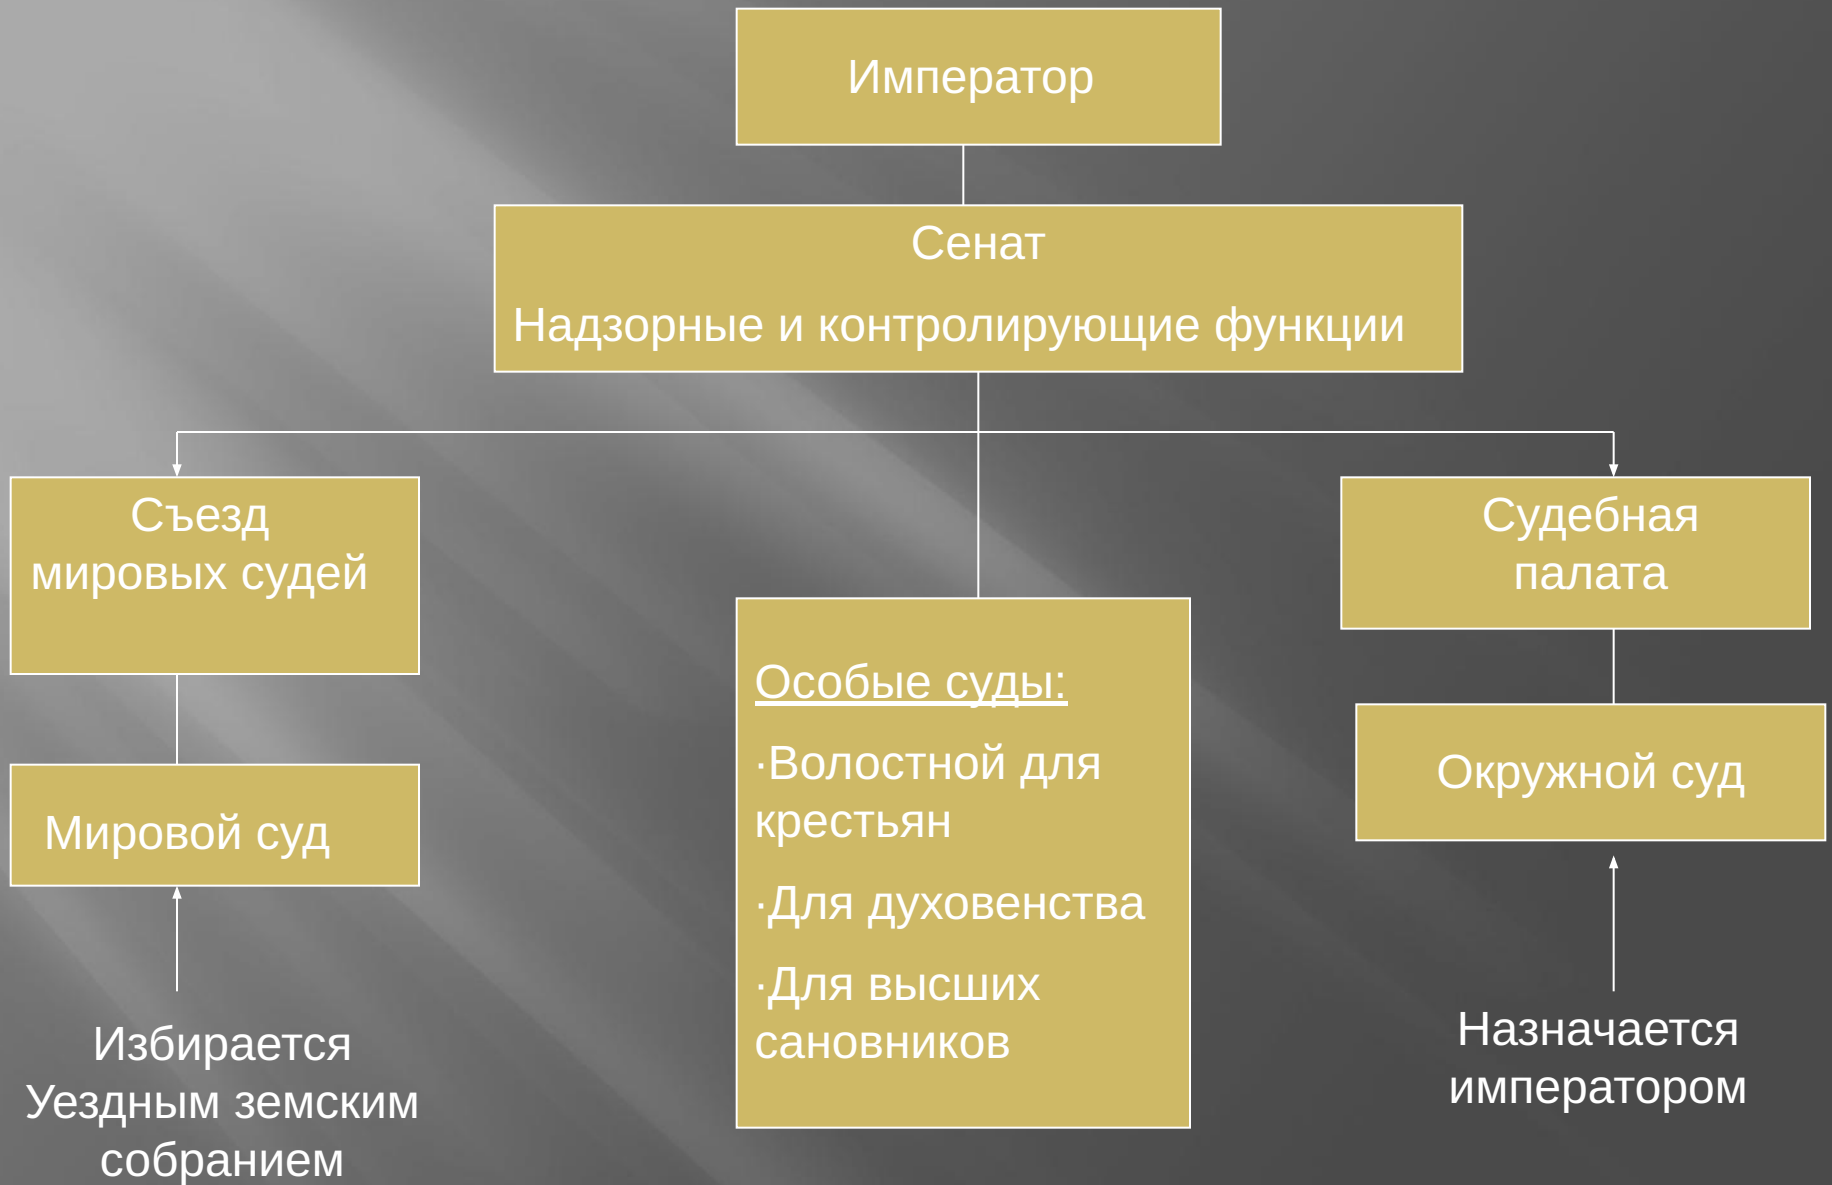 Император
Сенат
Надзорные и контролирующие функции
Съезд
мировых судей
Судебная
палата
Особые суды:
·Волостной для
крестьян
·Для духовенства
·Для высших
сановников
Мировой суд
Окружной суд
Избирается
Уездным земским
собранием
Назначается
императором